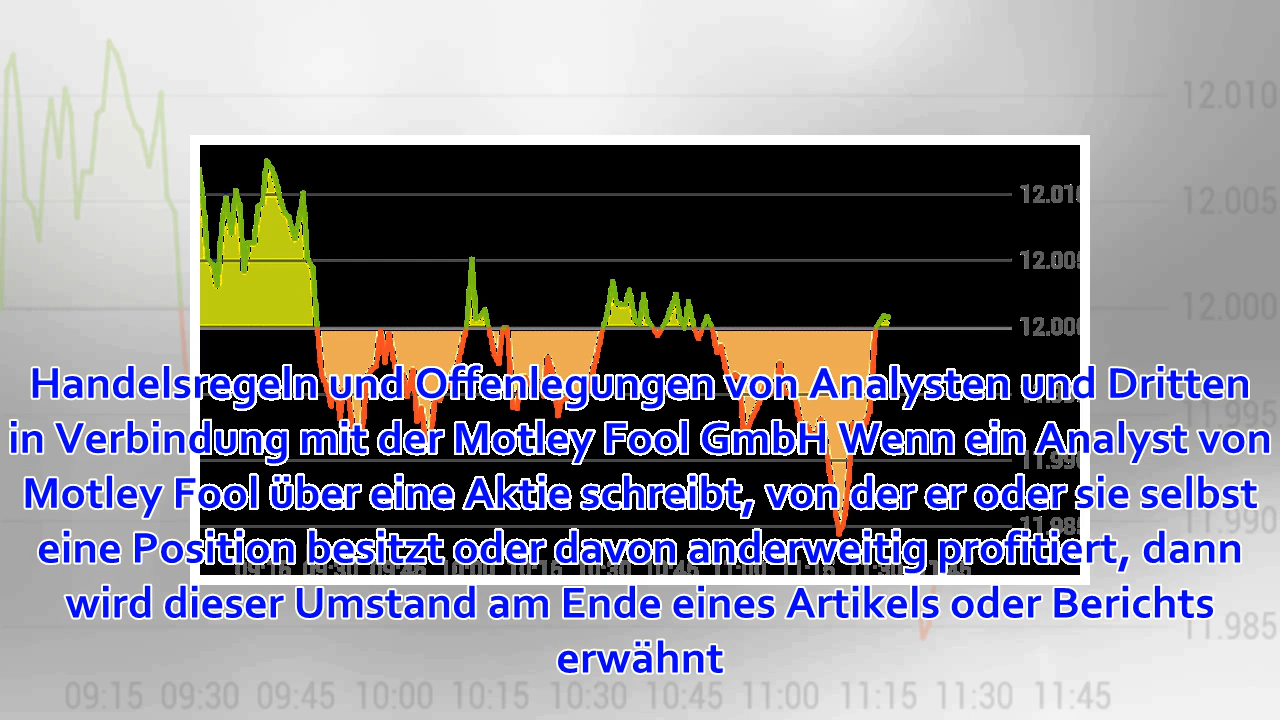 12.010
12.005
12.000
12.005
12.000
Handelsregeln und Offenlegungen von Analysten und Dritten
in Verbindung mit der Motley Fool GmbH Wenn ein Analyst von
Motley Fool über eine Aktie schreibt, von der er oder sie selbst
eine Position besitzt oder davon anderweitig profitiert, dann
wird dieser Umstand am Ende eines Artikels oder Berichts
erwähnt
11.985
09:15 09:30 09:45 10:00 10:15 10:30 10:45 11:00 11:15 11:30 11:45